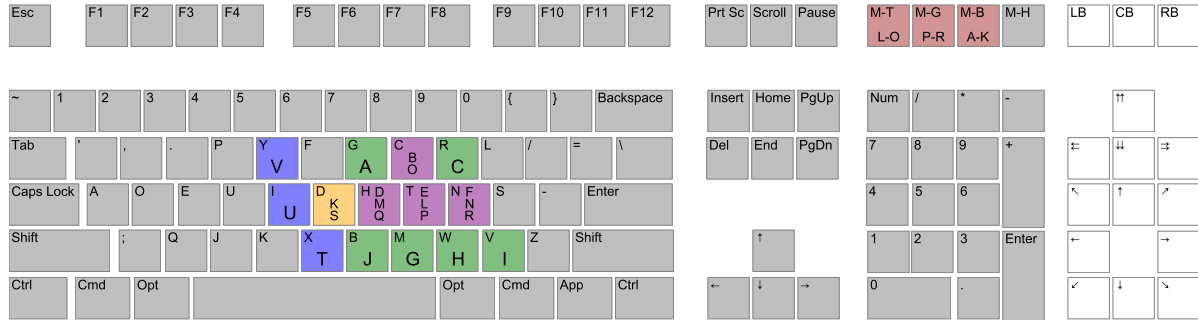 Esc F1 F2 F3 F4 F5 F6 F7 F8 F9 F10 F11 F12 Prt Sc Scroll Pause M-T M-G M-B M-H LB CB RB
L-O P-R A-K
~ 1 2 3 4 5 6 7 8 9 0 { } Backspace Insert Home PgUp Num / * - ⇈
Tab ' , . P Y F G C R L / = \ Del End PgDn 7 8 9 + ⇇ ⇊ ⇉
V A B O C
Caps Lock A O E U I D H T N S - Enter 4 5 6 ↖ ↑ ↗
U K S D M Q E L P F N R
Shift ; Q J K X B M W V Z Shift ↑ 1 2 3 Enter ← →
T J G H I
Ctrl Cmd Opt Opt Cmd App Ctrl ← ↓ → 0 . ↙ ↓ ↘